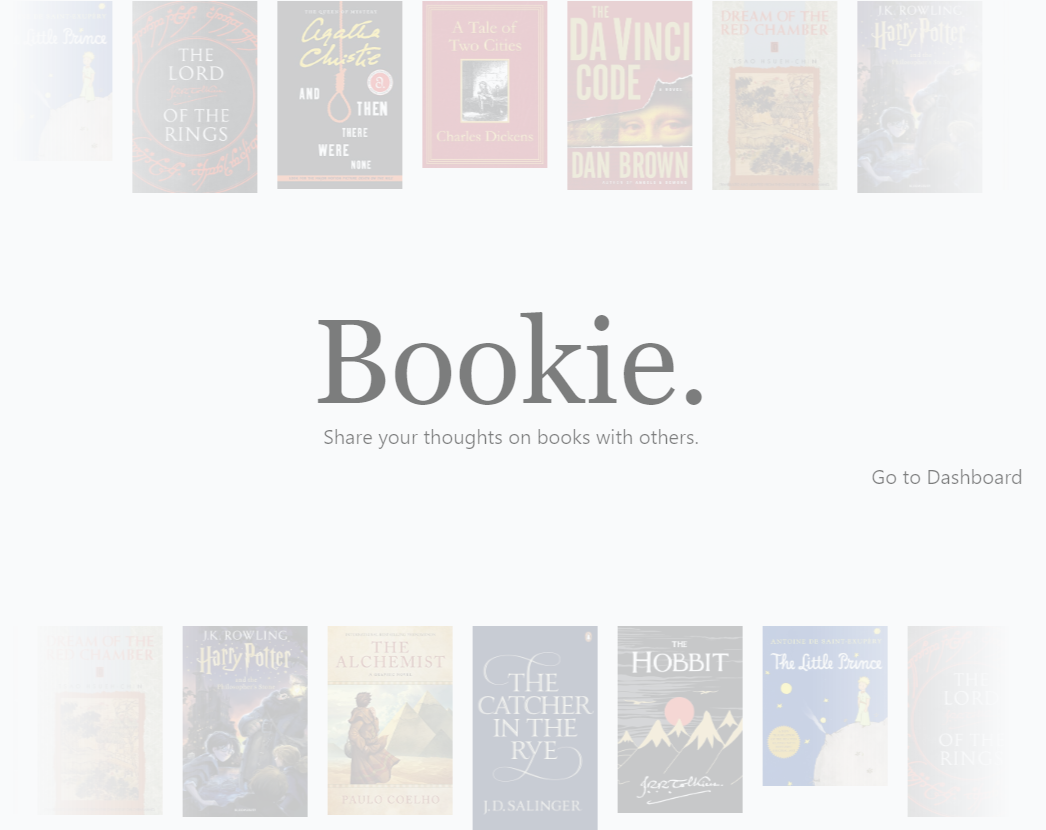 Little Prince
THE
LORD
OF THE
RINGS
Agatha
Christie
AND
THEN
THERE
WERE
NONE
A Tale of
Two Cities
Charles Dickens
THE
DA VINCI
CODE
A NOVEL
DAN BROWN
DREAM OF THE
RED CHAMBER
J.K. ROWLING
Harry Potter
Bookie.
Share your thoughts on books with others.
Go to Dashboard
DREAM OF THE
RED CHAMBER
J.K. ROWLING
Harry Potter
THE
ALCHEMIST
PAULO COELHO
THE
CATCHER
IN THE
RYE
J.D. SALINGER
THE
HOBBIT
ANTOINE DE SAINT-EXUPÉRY
The Little Prince
THE
LORD
OF THE
RINGS